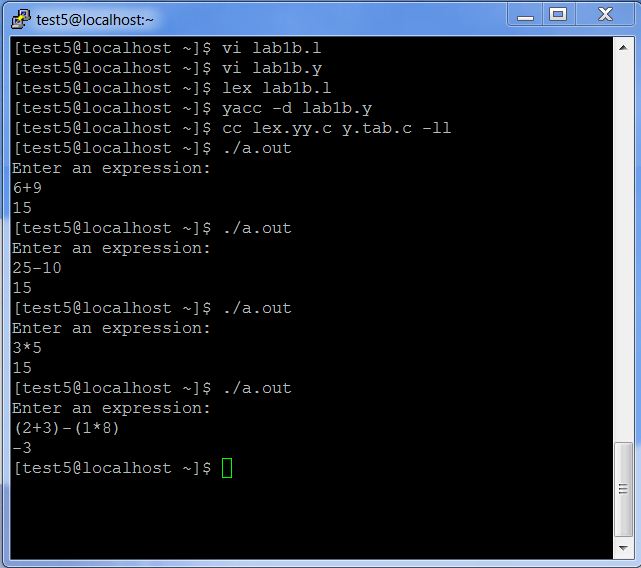 test5@localhost:~
[test5@localhost ~]$ vi lab1b.l
[test5@localhost ~]$ vi lab1b.y
[test5@localhost ~]$ lex lab1b.l
[test5@localhost ~]$ yacc -d lab1b.y
[test5@localhost ~]$ cc lex.yy.c y.tab.c -ll
[test5@localhost ~]$ ./a.out
Enter an expression:
6+9
15
[test5@localhost ~]$ ./a.out
Enter an expression:
25-10
15
[test5@localhost ~]$ ./a.out
Enter an expression:
3*5
15
[test5@localhost ~]$ ./a.out
Enter an expression:
(2+3)-(1*8)
-3
[test5@localhost ~]$